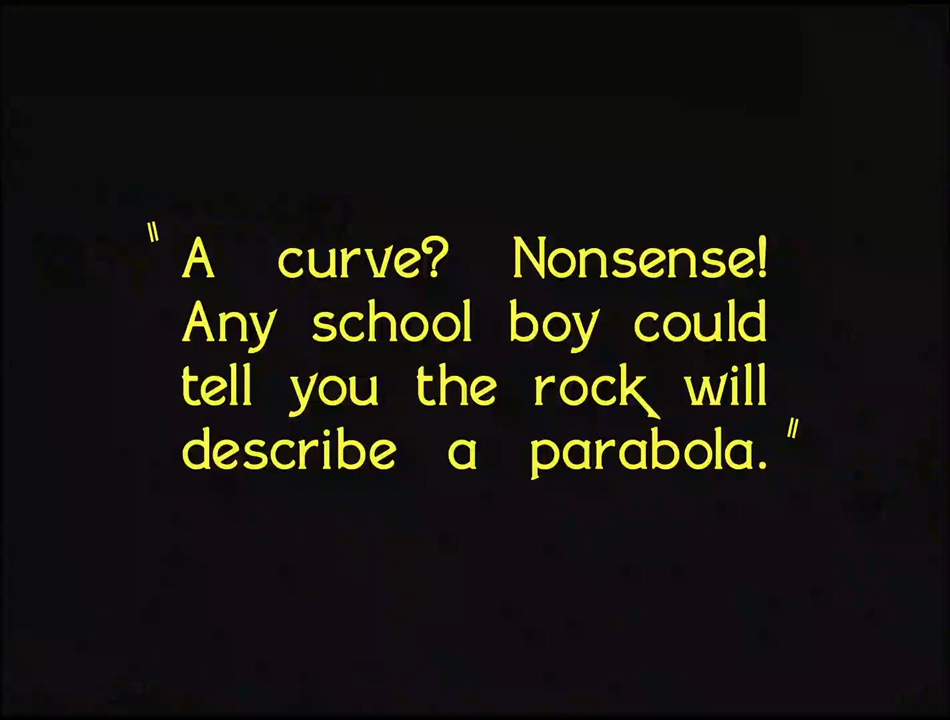 "A curve? Nonsense!
Any school boy could
tell you the rock will
describe a parabola."